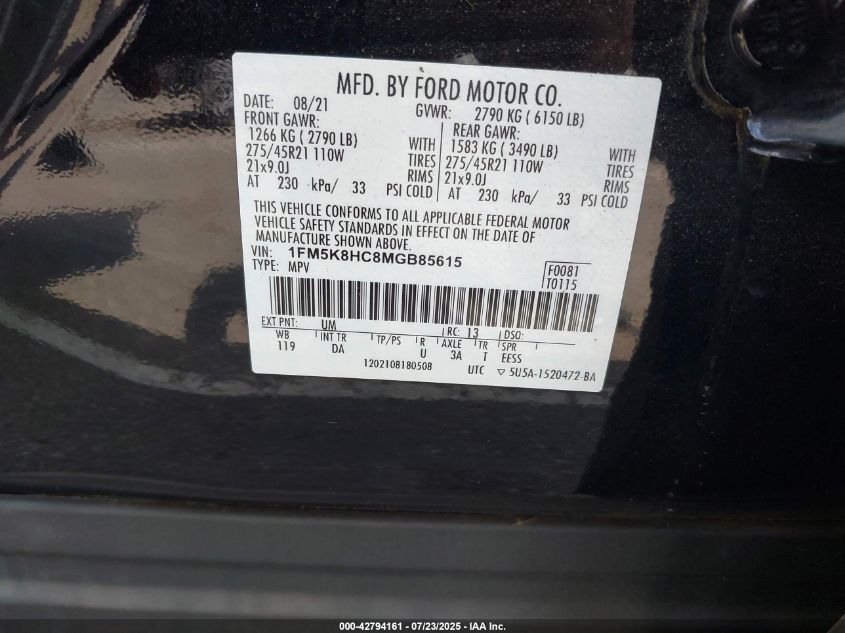 MFD. BY FORD MOTOR CO.
DATE: 08/21 GVWR: 2790 KG ( 6150 LB)
FRONT GAWR: REAR GAWR:
1266 KG ( 2790 LB) WITH 1583 KG ( 3490 LB) WITH
275/45R21 110W TIRES 275/45R21 110W TIRES
21x9.0J RIMS 21x9.0J RIMS
AT 230 kPa/ 33 PSI COLD AT 230 kPa/ 33 PSI COLD
THIS VEHICLE CONFORMS TO ALL APPLICABLE FEDERAL MOTOR
VEHICLE SAFETY STANDARDS IN EFFECT ON THE DATE OF
MANUFACTURE SHOWN ABOVE.
VIN: 1FM5K8HC8MGB85615
TYPE: MPV
F0081
T0115
EXT PNT: UM RC: 13 DSO:
WB INT TR TP/PS R AXLE TR SPR
119 DA U 3A T EESS
1202108180508 UTC ▽ 5U5A-1520472-BA
000-42794161 - 07/23/2025 - IAA Inc.